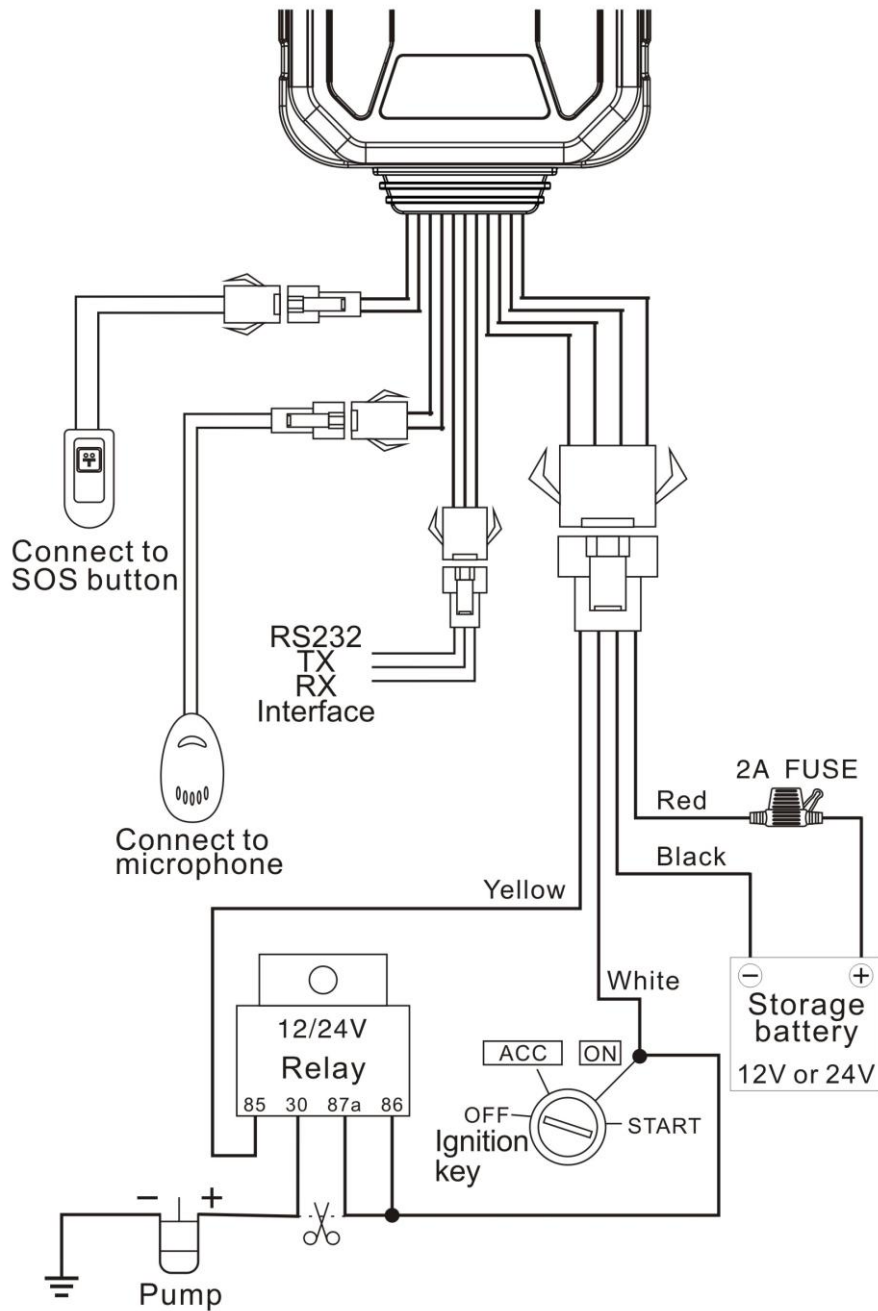 Connect to
SOS button
RS232
TX
RX
Interface
Connect to
microphone
2A FUSE
Red
Black
Yellow
White
− +
Storage
battery
12V or 24V
12/24V
Relay
85 30 87a 86
ACC ON
OFF START
Ignition
key
− +
Pump